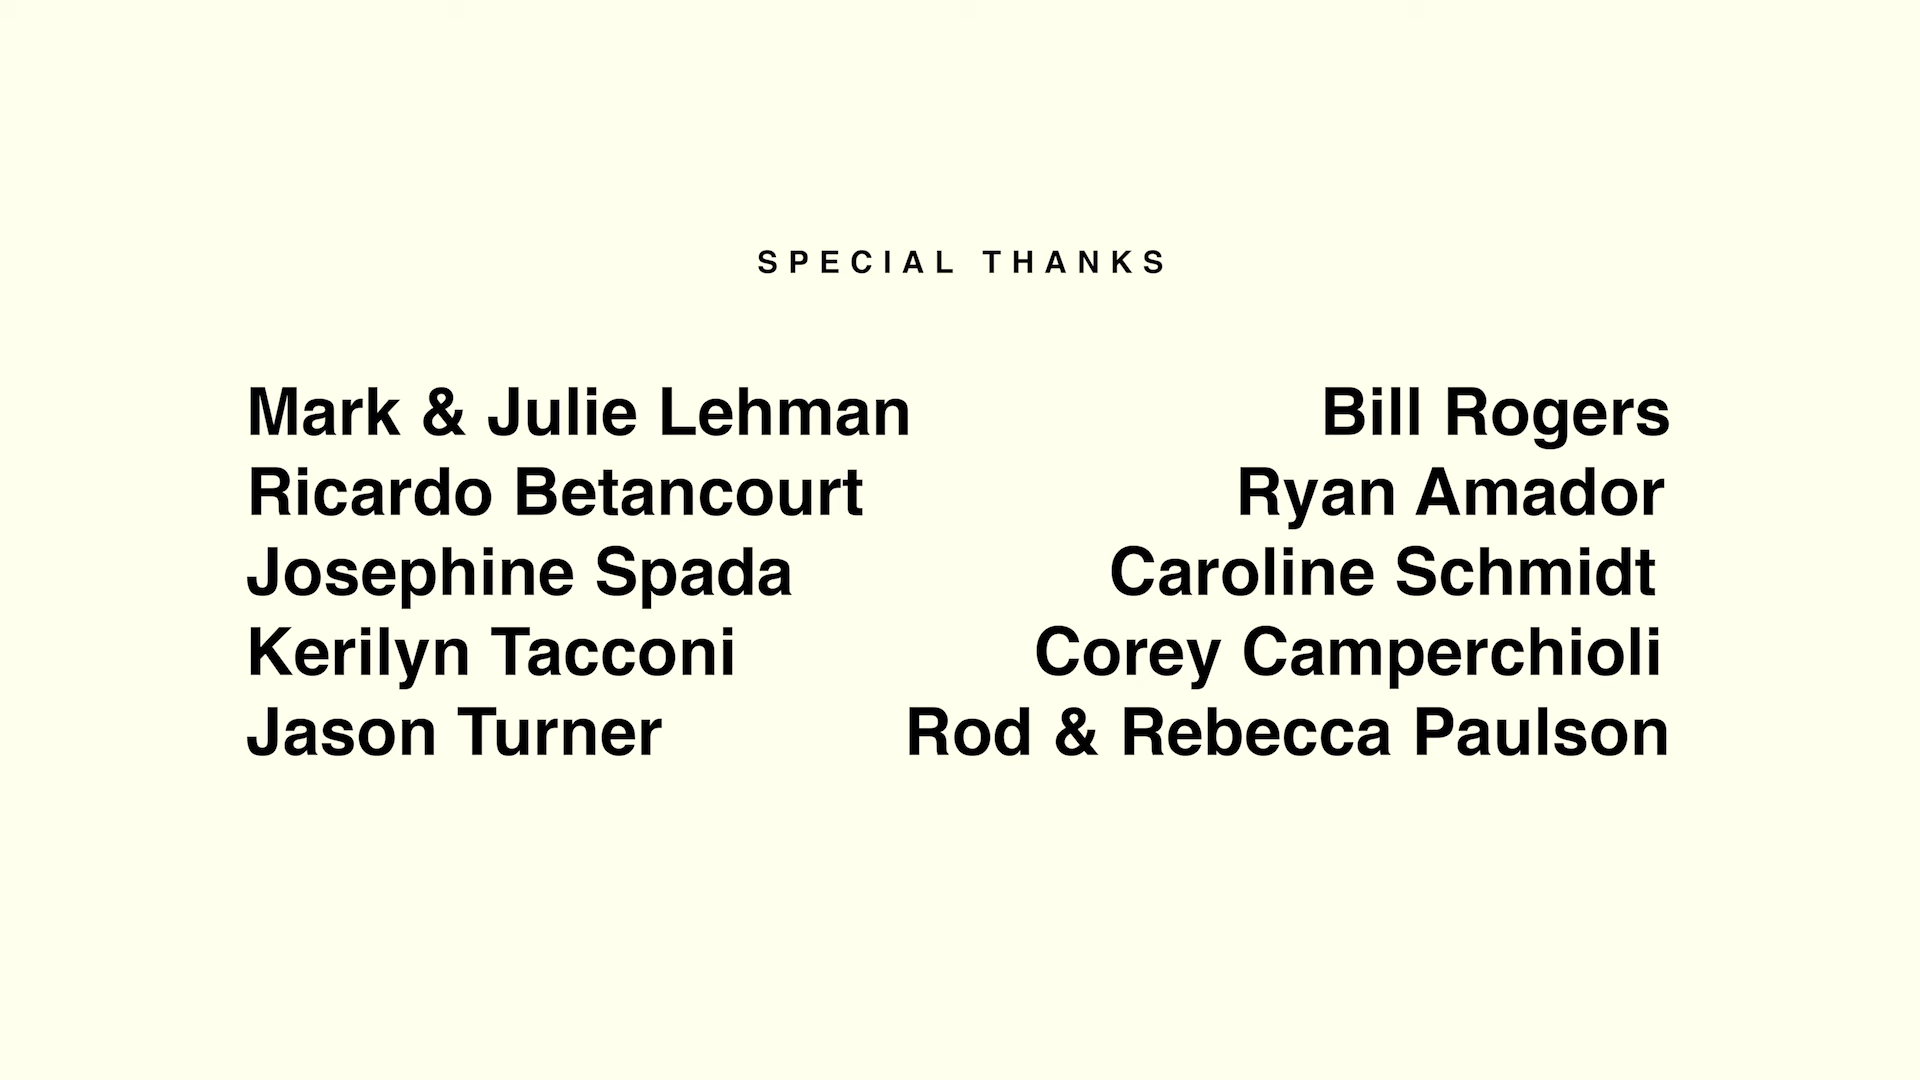 SPECIAL THANKS
Mark & Julie Lehman
Ricardo Betancourt
Josephine Spada
Kerilyn Tacconi
Jason Turner
Bill Rogers
Ryan Amador
Caroline Schmidt
Corey Camperchioli
Rod & Rebecca Paulson